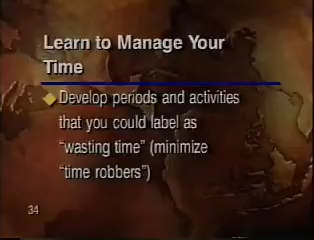 Learn to Manage Your
Time
Develop periods and activities
that you could label as
"wasting time" (minimize
"time robbers")
34